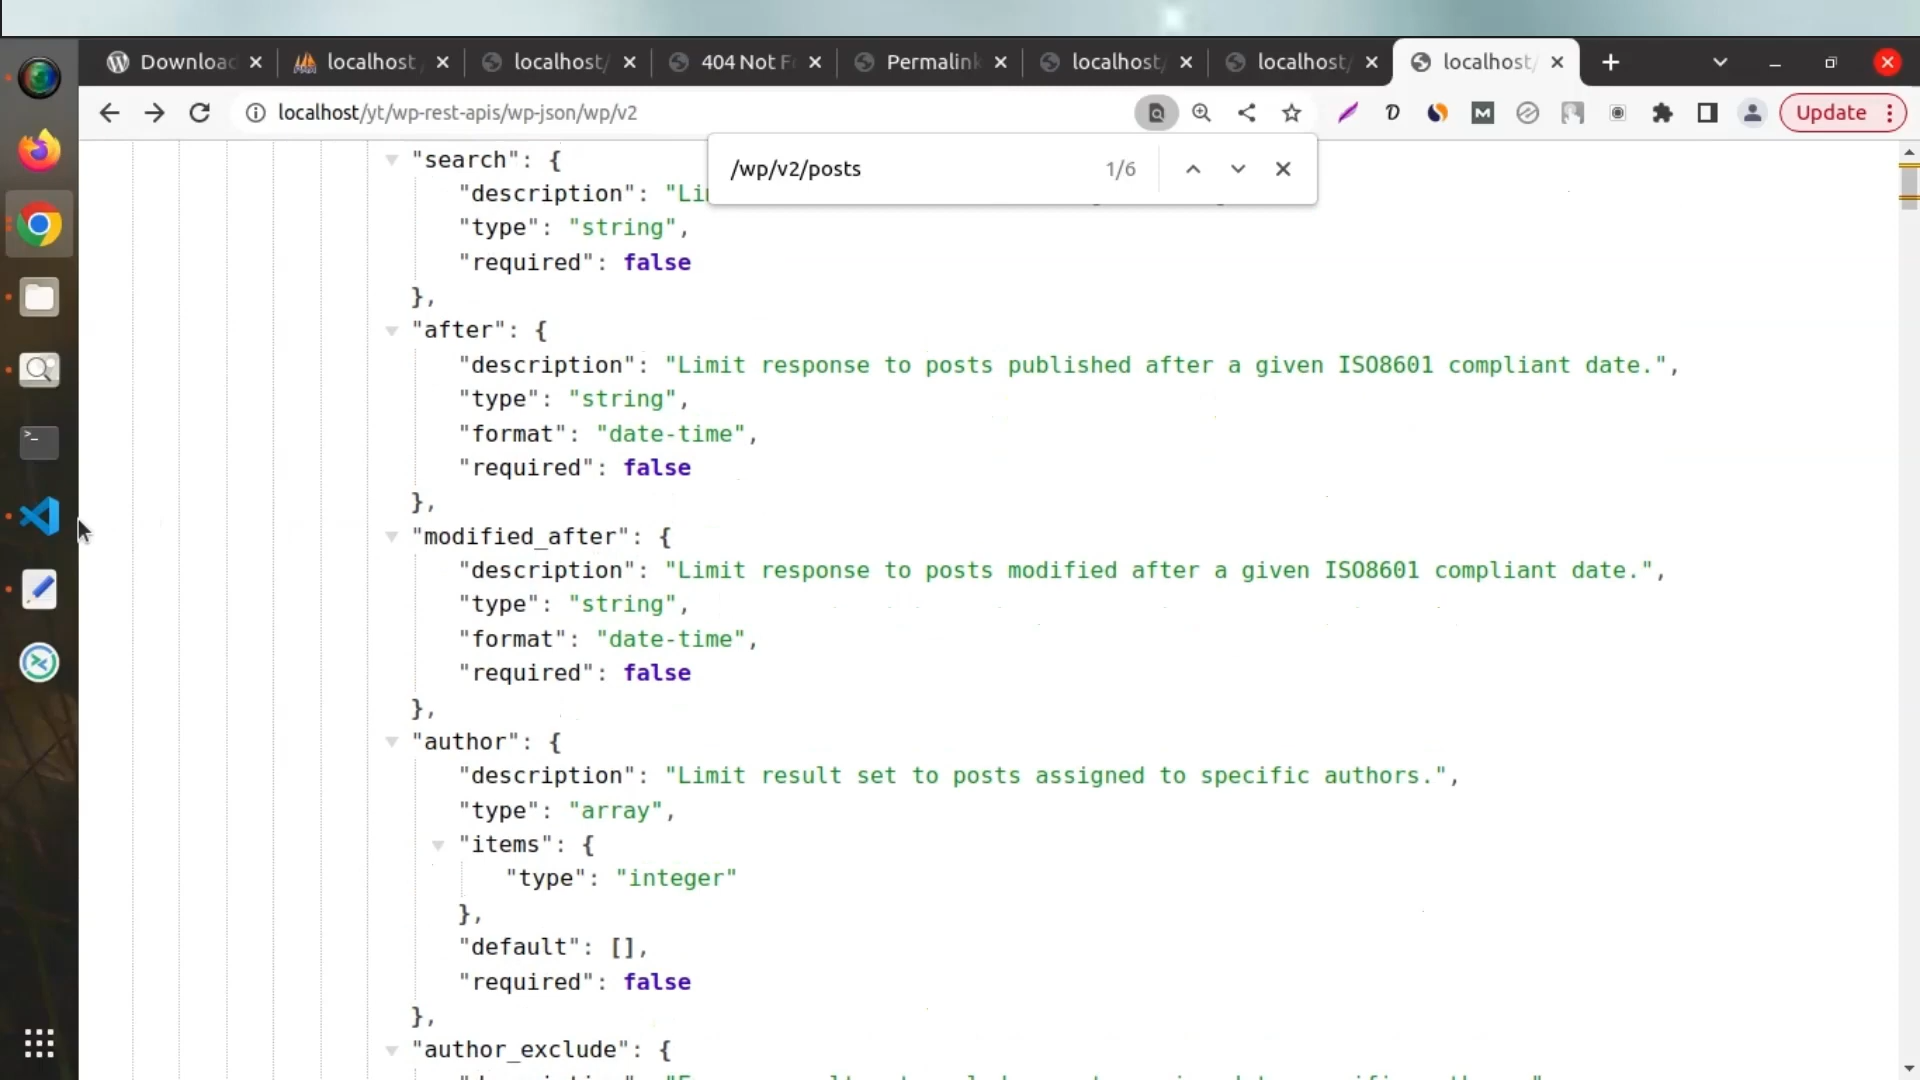 Downloa
localhost
localhost/
404 Not F
Permalink
localhost/
localhost/
localhost/
localhost/yt/wp-rest-apis/wp-json/wp/v2
Update
/wp/v2/posts 1/6
"search": {
"description": "Li
"type": "string",
"required": false
},
"after": {
"description": "Limit response to posts published after a given ISO8601 compliant date.",
"type": "string",
"format": "date-time",
"required": false
},
"modified_after": {
"description": "Limit response to posts modified after a given ISO8601 compliant date.",
"type": "string",
"format": "date-time",
"required": false
},
"author": {
"description": "Limit result set to posts assigned to specific authors.",
"type": "array",
"items": {
"type": "integer"
},
"default": [],
"required": false
},
"author_exclude": {